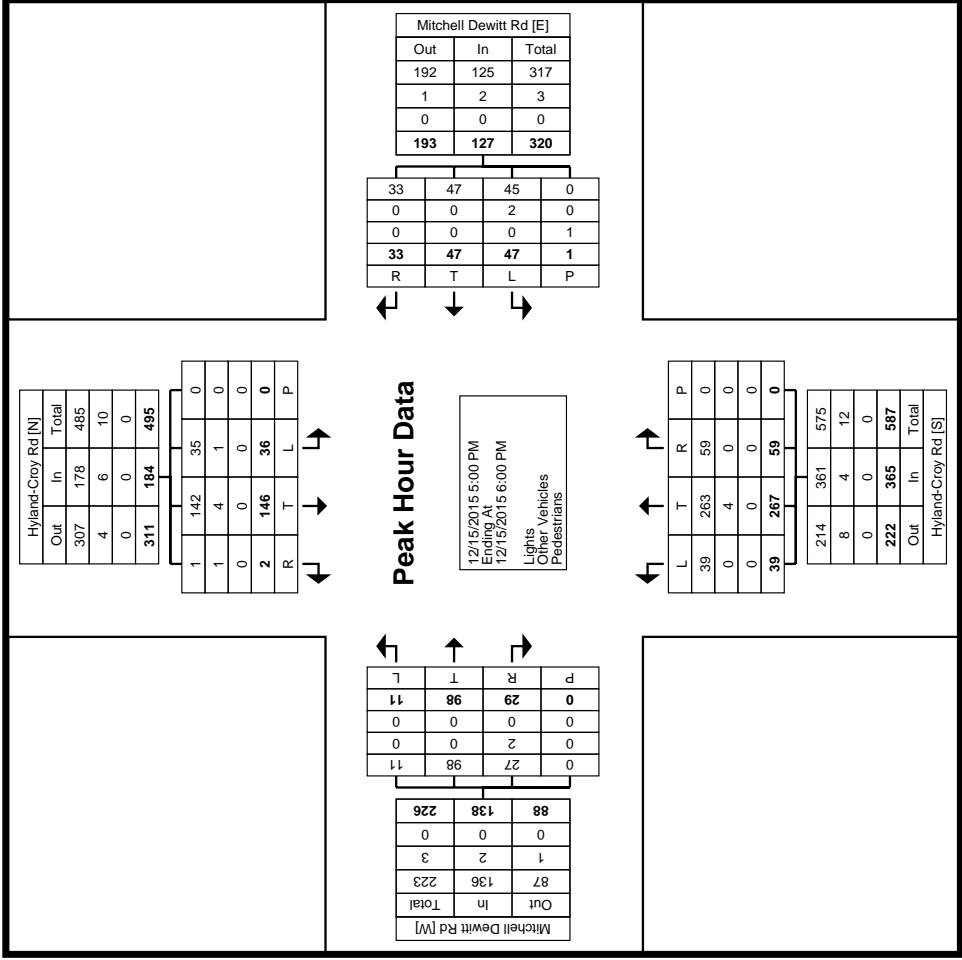 Mitchell Dewitt Rd [E]
Out In Total
192 125 317
1 2 3
0 0 0
193 127 320
33 47 45 0
0 0 2 0
0 0 0 1
33 47 47 1
R T L P
Hyland-Croy Rd [N]
Out In Total
307 178 485
4 6 10
0 0 0
311 184 495
1 142 35 0
1 4 1 0
0 0 0 0
2 146 36 0
R T L P
Peak Hour Data
12/15/2015 5:00 PM
Ending At
12/15/2015 6:00 PM
Lights
Other Vehicles
Pedestrians
L T R P
39 263 59 0
0 4 0 0
0 0 0 0
39 267 59 0
214 361 575
8 4 12
0 0 0
222 365 587
Out In Total
Hyland-Croy Rd [S]
Mitchell Dewitt Rd [W]
Out In Total
87 136 223
1 2 3
0 0 0
88 138 226
0 27 98 11
0 2 0 0
0 0 0 0
0 29 98 11
P R T L